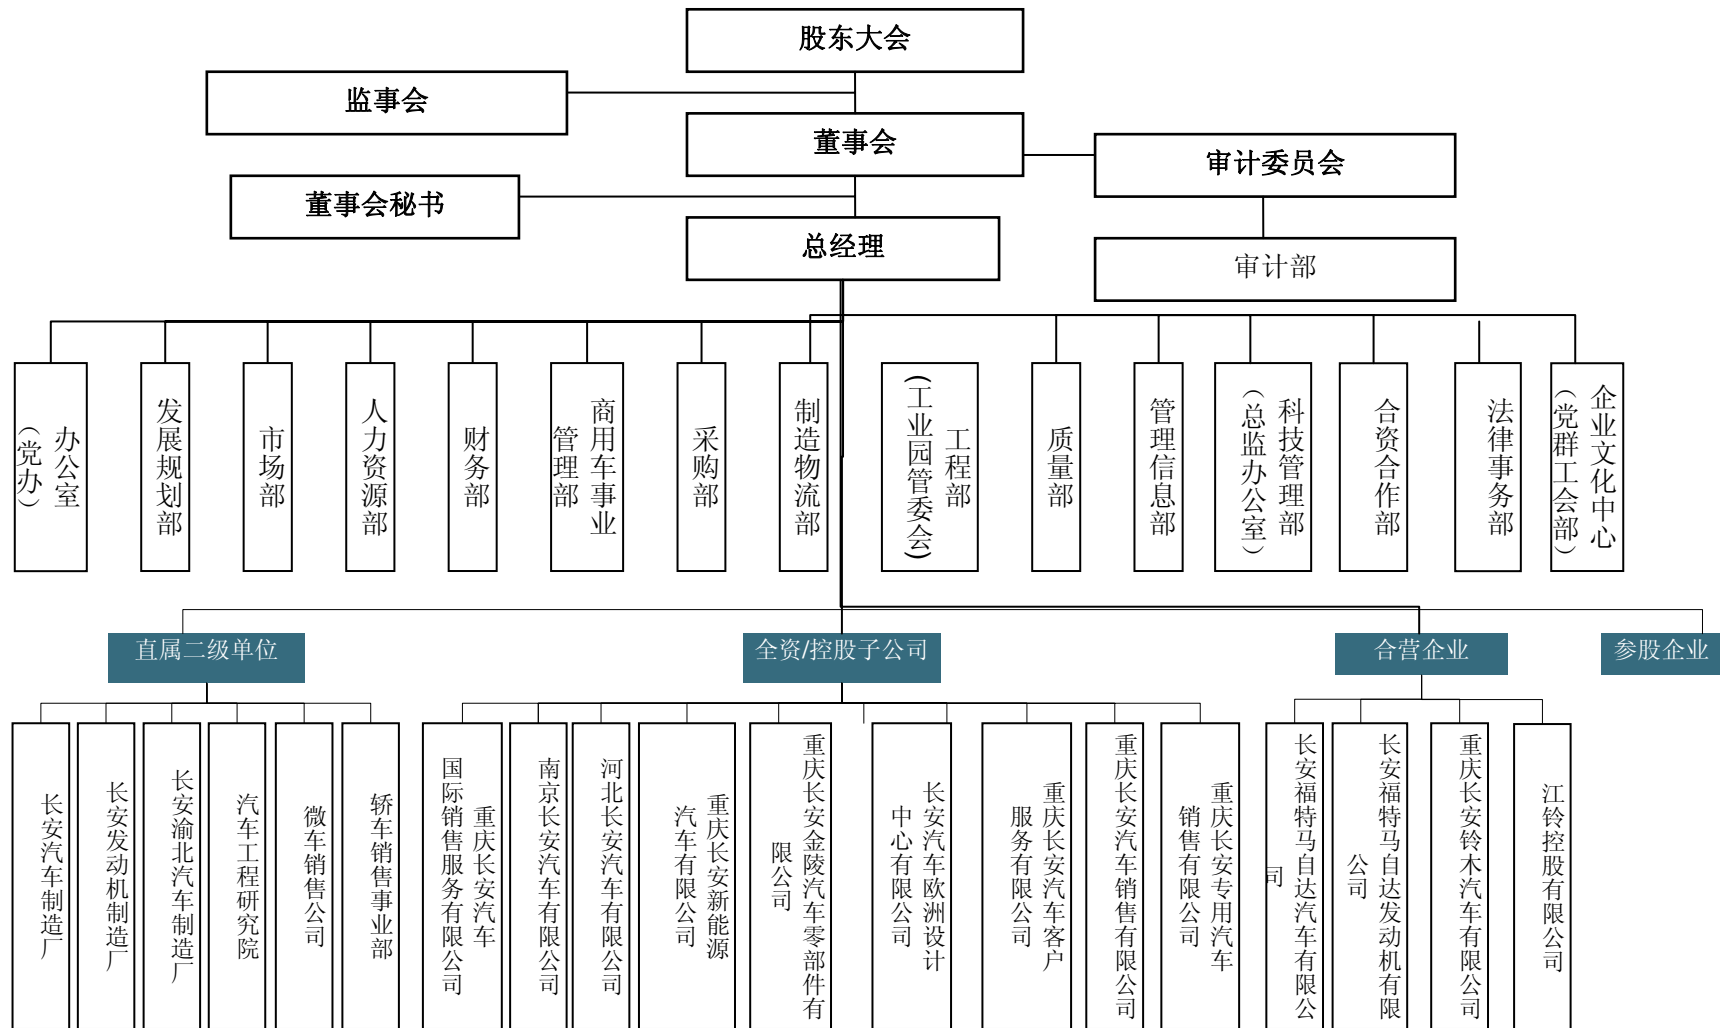 股东大会
监事会
董事会
审计委员会
董事会秘书
总经理
审计部
办公室
（党办）
发展规划部
市场部
人力资源部
财务部
商用车事业
管理部
采购部
制造物流部
工程部
(工业园管委会)
质量部
管理信息部
科技管理部
（总监办公室）
合资合作部
法律事务部
企业文化中心
（党群工会部）
直属二级单位
全资/控股子公司
合营企业
参股企业
长安汽车制造厂
长安发动机制造厂
长安渝北汽车制造厂
汽车工程研究院
微车销售公司
轿车销售事业部
重庆长安汽车
国际销售服务有限公司
南京长安汽车有限公司
河北长安汽车有限公司
重庆长安新能源
汽车有限公司
重庆长安金陵汽车零部件有
限公司
长安汽车欧洲设计
中心有限公司
重庆长安汽车客户
服务有限公司
重庆长安汽车销售有限公司
重庆长安专用汽车
销售有限公司
长安福特马自达汽车有限公
司
长安福特马自达发动机有限
公司
重庆长安铃木汽车有限公司
江铃控股有限公司